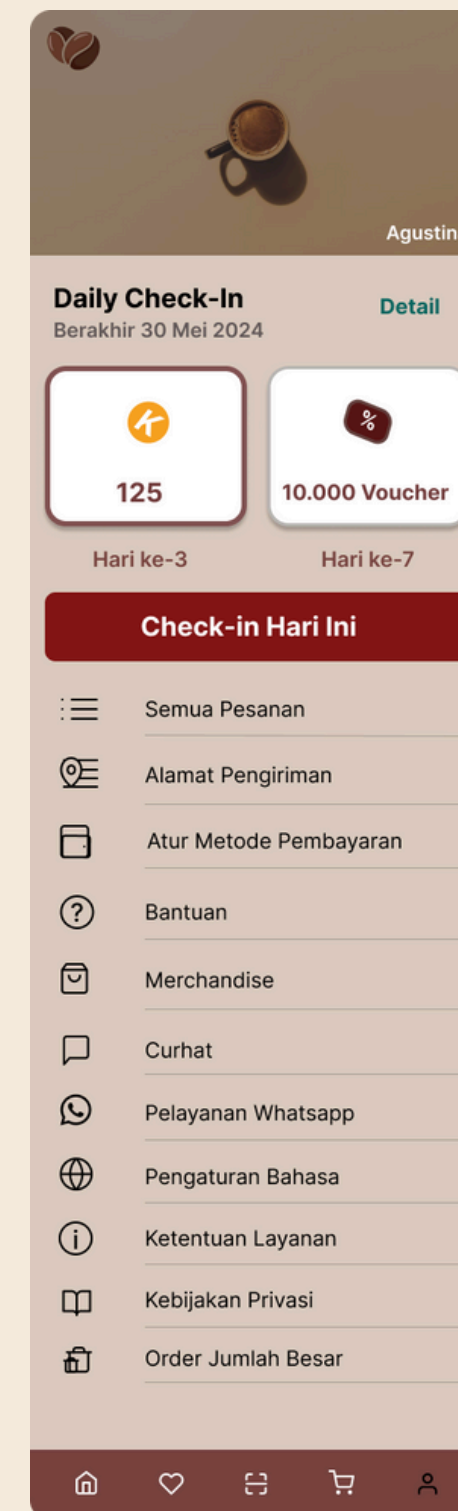 Agustin
Daily Check-In
Detail
Berakhir 30 Mei 2024
%
125
10.000 Voucher
Hari ke-3
Hari ke-7
Check-in Hari Ini
Semua Pesanan
Alamat Pengiriman
Atur Metode Pembayaran
Bantuan
Merchandise
Curhat
Pelayanan Whatsapp
Pengaturan Bahasa
Ketentuan Layanan
Kebijakan Privasi
Order Jumlah Besar